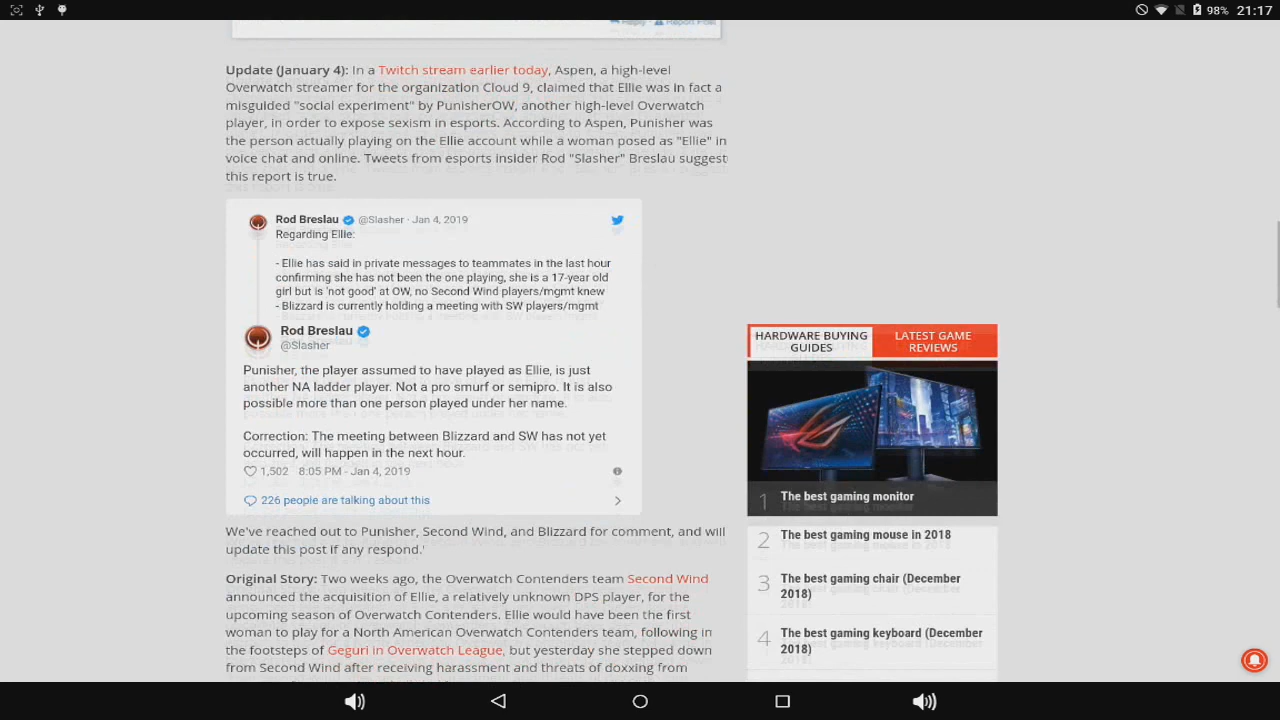 98% 21:17
Reply Report Post
Update (January 4): In a Twitch stream earlier today, Aspen, a high-level
Overwatch streamer for the organization Cloud 9, claimed that Ellie was in fact a
misguided "social experiment" by PunisherOW, another high-level Overwatch
player, in order to expose sexism in esports. According to Aspen, Punisher was
the person actually playing on the Ellie account while a woman posed as "Ellie" in
voice chat and online. Tweets from esports insider Rod "Slasher" Breslau suggest
this report is true.
Rod Breslau @Slasher · Jan 4, 2019
Regarding Ellie:
- Ellie has said in private messages to teammates in the last hour
confirming she has not been the one playing, she is a 17-year old
girl but is 'not good' at OW, no Second Wind players/mgmt knew
- Blizzard is currently holding a meeting with SW players/mgmt
Rod Breslau
@Slasher
Punisher, the player assumed to have played as Ellie, is just
another NA ladder player. Not a pro smurf or semipro. It is also
possible more than one person played under her name.
Correction: The meeting between Blizzard and SW has not yet
occurred, will happen in the next hour.
1,502 8:05 PM - Jan 4, 2019
226 people are talking about this
We've reached out to Punisher, Second Wind, and Blizzard for comment, and will
update this post if any respond.'
Original Story: Two weeks ago, the Overwatch Contenders team Second Wind
announced the acquisition of Ellie, a relatively unknown DPS player, for the
upcoming season of Overwatch Contenders. Ellie would have been the first
woman to play for a North American Overwatch Contenders team, following in
the footsteps of Geguri in Overwatch League, but yesterday she stepped down
from Second Wind after receiving harassment and threats of doxxing from
HARDWARE BUYING
GUIDES
LATEST GAME
REVIEWS
1 The best gaming monitor
2 The best gaming mouse in 2018
3 The best gaming chair (December
2018)
4 The best gaming keyboard (December
2018)